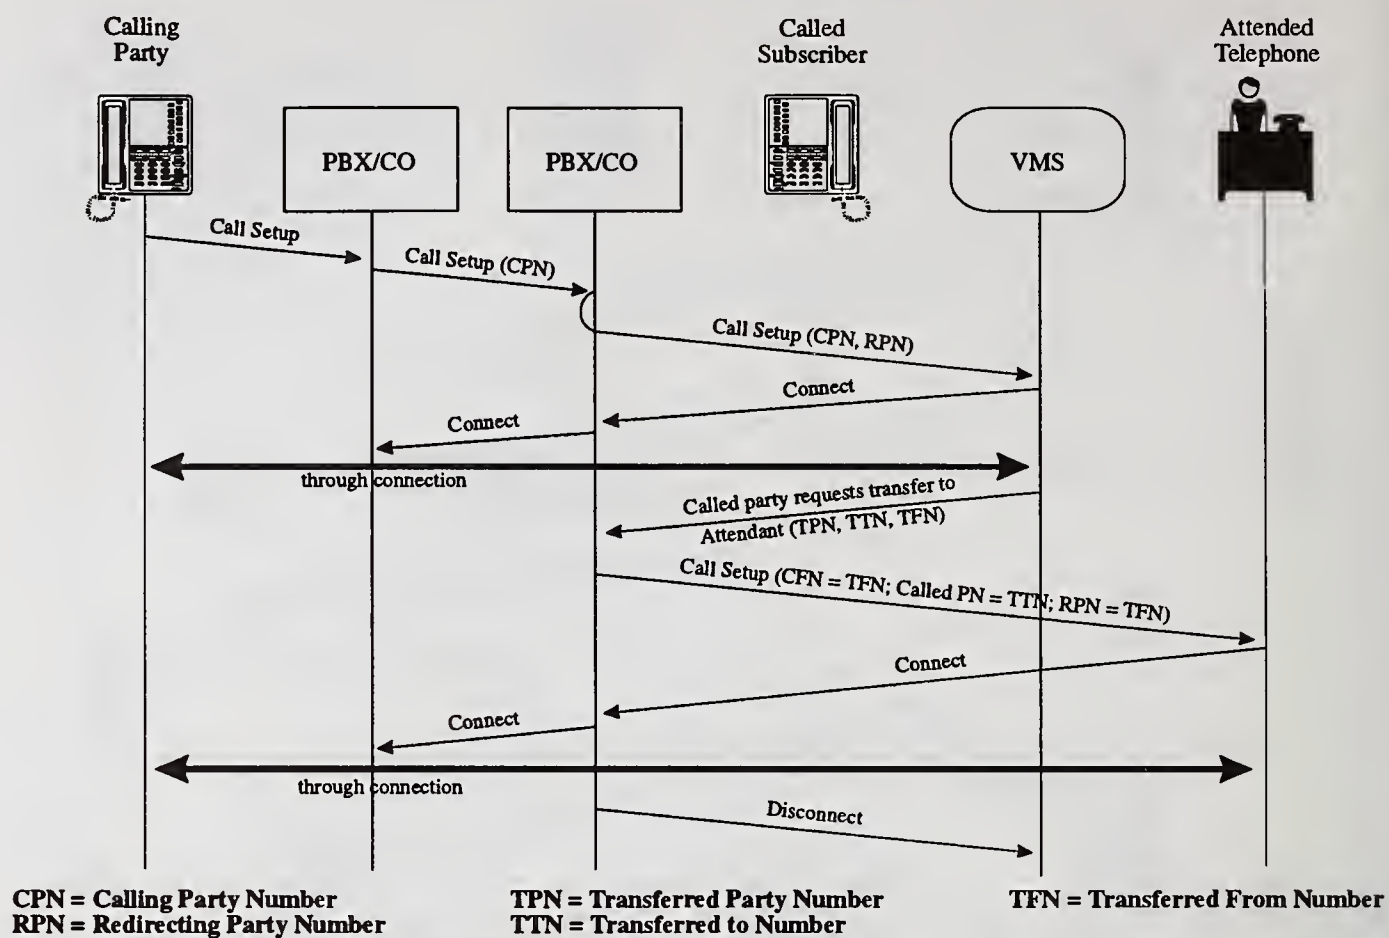 Calling
Party
Called
Subscriber
Attended
Telephone
PBX/CO
PBX/CO
VMS
Call Setup
Call Setup (CPN)
Call Setup (CPN, RPN)
Connect
Connect
through connection
Called party requests transfer to
Attendant (TPN, TTN, TFN)
Call Setup (CFN = TFN; Called PN = TTN; RPN = TFN)
Connect
Connect
through connection
Disconnect
CPN = Calling Party Number
RPN = Redirecting Party Number
TPN = Transferred Party Number
TTN = Transferred to Number
TFN = Transferred From Number